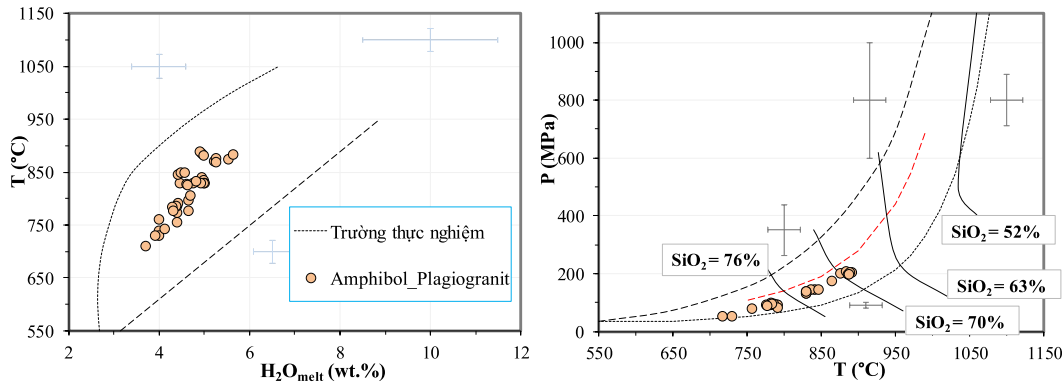 1150
1050
950
850
750
650
550
T (°C)
2
4
6
8
10
12
H₂Oₘₑₗₜ (wt.%)
Trường thực nghiệm
Amphibol_Plagiogranit
1000
800
600
400
200
0
P (MPa)
550
650
750
850
950
1050
1150
T (°C)
SiO₂ = 76%
SiO₂ = 52%
SiO₂ = 63%
SiO₂ = 70%